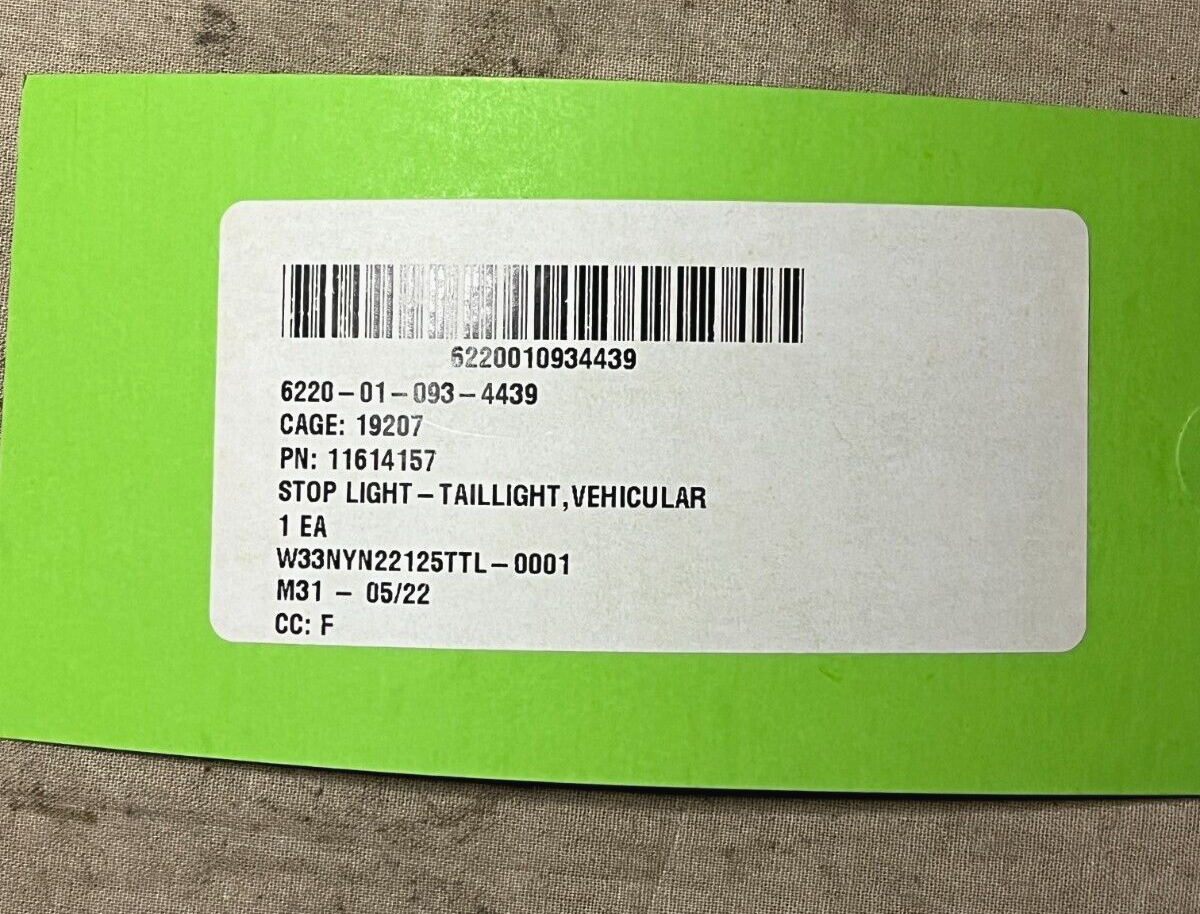 6220010934439
6220-01-093-4439
CAGE: 19207
PN: 11614157
STOP LIGHT-TAILLIGHT,VEHICULAR
1 EA
W33NYN22125TTL-0001
M31 - 05/22
CC: F